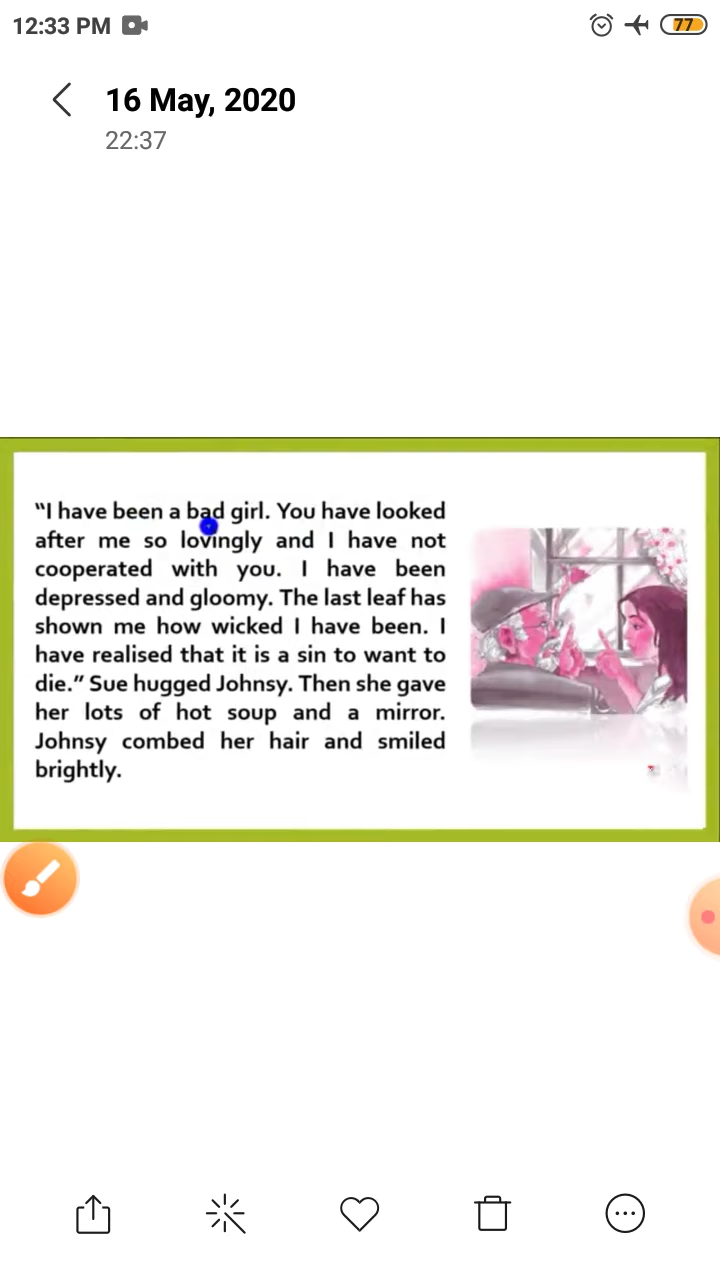 12:33 PM
77
16 May, 2020
22:37
"I have been a bad girl. You have looked
after me so lovingly and I have not
cooperated with you. I have been
depressed and gloomy. The last leaf has
shown me how wicked I have been. I
have realised that it is a sin to want to
die." Sue hugged Johnsy. Then she gave
her lots of hot soup and a mirror.
Johnsy combed her hair and smiled
brightly.